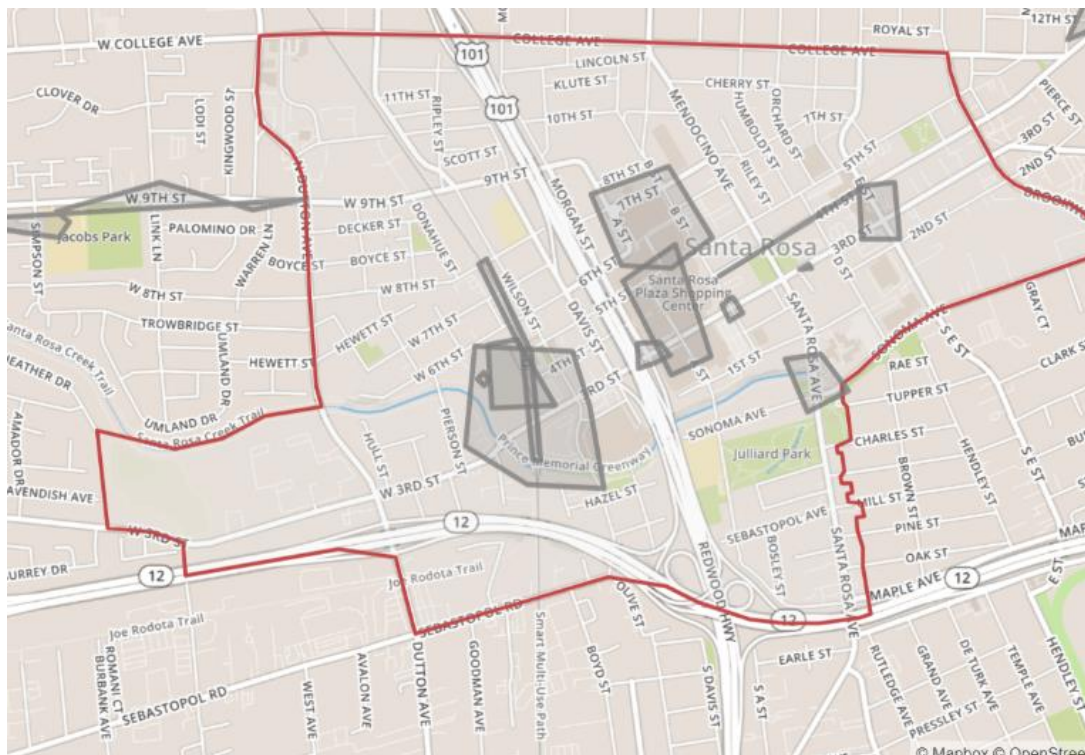 12TH ST
ROYAL ST
W COLLEGE AVE
COLLEGE AVE
COLLEGE AVE
101
LINCOLN ST
KLUTE ST
CHERRY ST
ORCHARD ST
PIERCE ST
CLOVER DR
LODI ST
KINGWOOD ST
11TH ST
RIPLEY ST
101
10TH ST
MENDOCINO AVE
HUMBOLDT ST
7TH ST
3RD ST
2ND ST
SCOTT ST
9TH ST
MORGAN ST
8TH ST
7TH ST
B ST
RILEY ST
5TH ST
E ST
4TH ST
N DUTTON AVE
W 9TH ST
W 9TH ST
SIMPSON ST
Jacobs Park
LINK LN
PALOMINO DR
WARREN LN
DECKER ST
DONAHUE ST
BOYCE ST
BOYCE ST
A ST
B ST
Santa Rosa
3RD ST
2ND ST
D ST
W 8TH ST
W 8TH ST
WILSON ST
6TH ST
5TH ST
Santa Rosa
Plaza Shopping
Center
TROWBRIDGE ST
HEWETT ST
W 7TH ST
DAVIS ST
SANTA ROSA AVE
SONOMA AVE
GRAY CT
S E ST
Santa Rosa Creek Trail
HEWETT ST
UMLAND DR
W 6TH ST
4TH ST
3RD ST
1ST ST
RAE ST
CLARK ST
TUPPER ST
AMADOR DR
UMLAND DR
Santa Rosa Creek Trail
PIERSON ST
SONOMA AVE
HULL ST
Prince Memorial Greenway
Julliard Park
CHARLES ST
BROWN ST
HENDLEY ST
S E ST
W 3RD ST
HAZEL ST
MILL ST
W 3RD ST
12
SEBASTOPOL AVE
PINE ST
BOSLEY ST
SANTA ROSA AVE
OAK ST
12
Joe Rodota Trail
REDWOOD HWY
MAPLE AVE
12
E ST
SEBASTOPOL RD
OLIVE ST
12
Joe Rodota Trail
ROMANI CT
BURBANK AVE
WEST AVE
AVALON AVE
DUTTON AVE
GOODMAN AVE
Smart Multi-Use Path
BOYD ST
S DAVIS ST
S A ST
EARLE ST
RUTLEDGE AVE
GRAND AVE
DE TURK AVE
TEMPLE AVE
HENDLEY ST
PRESSLEY ST
SEBASTOPOL RD
© Mapbox © OpenStree